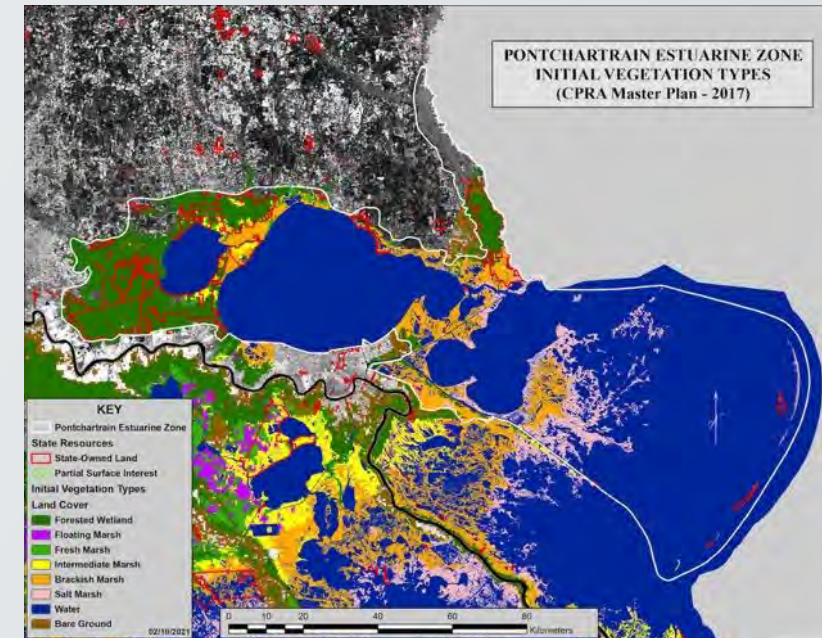 PONTCHARTRAIN ESTUARINE ZONE
INITIAL VEGETATION TYPES
(CPRA Master Plan - 2017)
KEY
Pontchartrain Estuarine Zone
State Resources
State-Owned Land
Partial Surface Interest
Initial Vegetation Types
Land Cover
Forested Wetland
Floating Marsh
Fresh Marsh
Intermediate Marsh
Brackish Marsh
Salt Marsh
Water
Bare Ground
02/10/2021
0 10 20 40 60 80
Kilometers